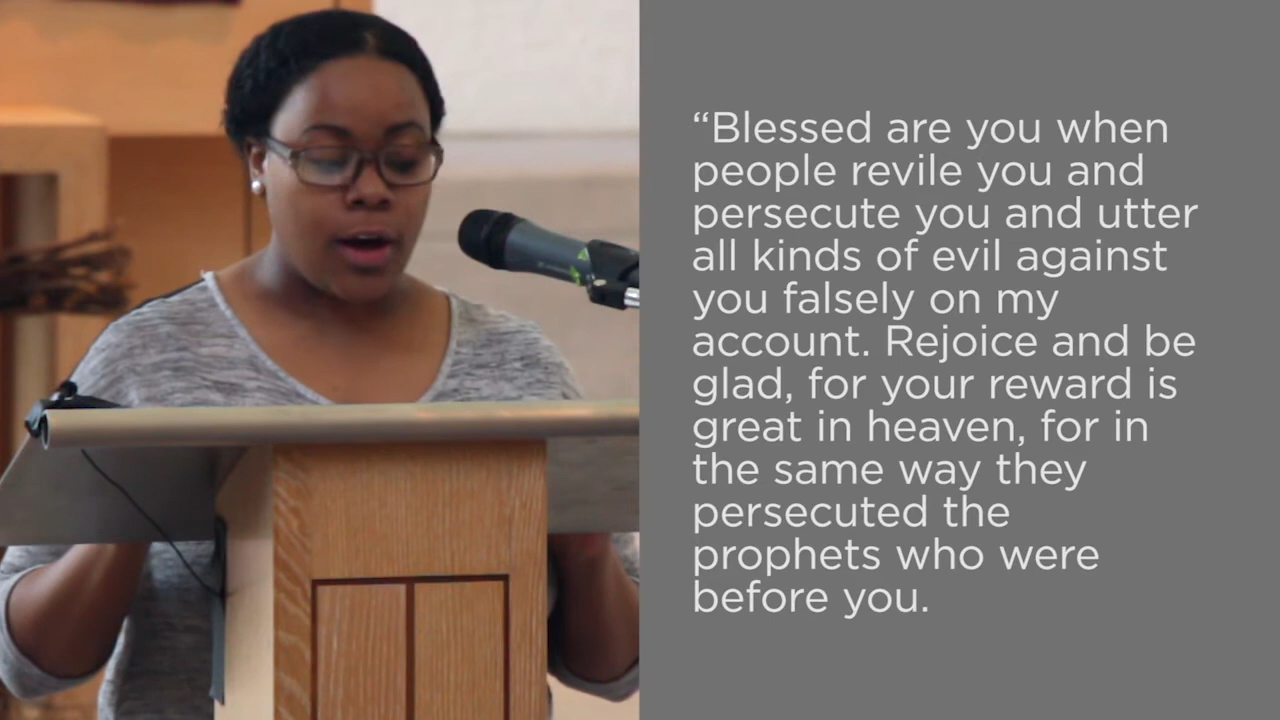 “Blessed are you when
people revile you and
persecute you and utter
all kinds of evil against
you falsely on my
account. Rejoice and be
glad, for your reward is
great in heaven, for in
the same way they
persecuted the
prophets who were
before you.